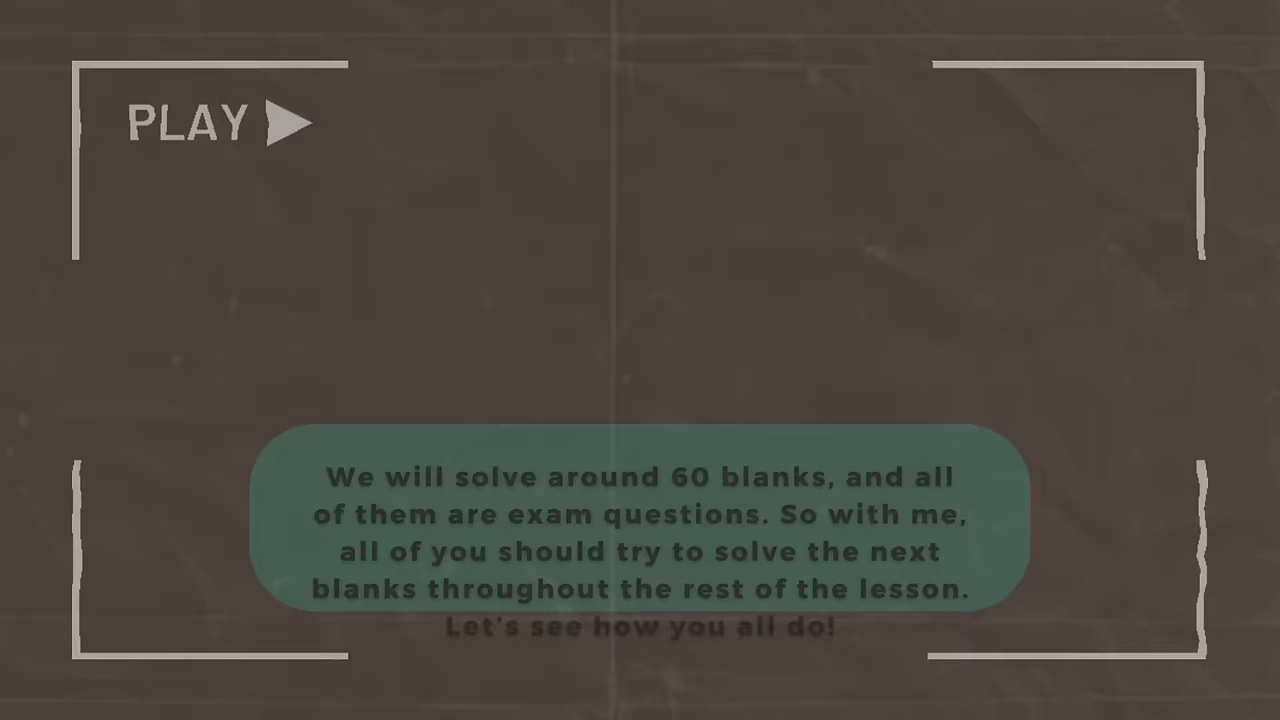 PLAY
We will solve around 60 blanks, and all
of them are exam questions. So with me,
all of you should try to solve the next
blanks throughout the rest of the lesson.
Let's see how you all do!